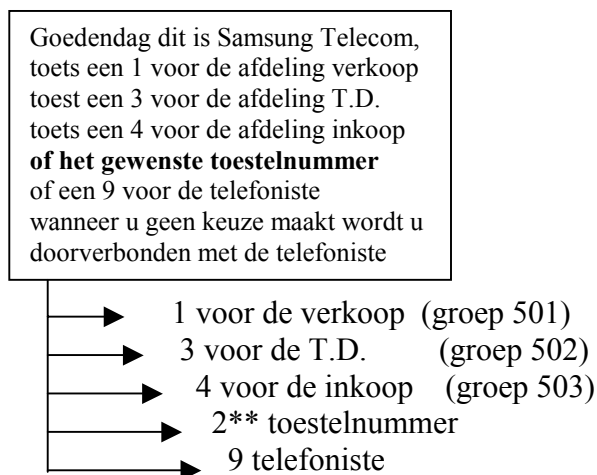 Goedendag dit is Samsung Telecom,
toets een 1 voor de afdeling verkoop
toest een 3 voor de afdeling T.D.
toets een 4 voor de afdeling inkoop
of het gewenste toestelnummer
of een 9 voor de telefoniste
wanneer u geen keuze maakt wordt u
doorverbonden met de telefoniste
1 voor de verkoop (groep 501)
3 voor de T.D. (groep 502)
4 voor de inkoop (groep 503)
2** toestelnummer
9 telefoniste